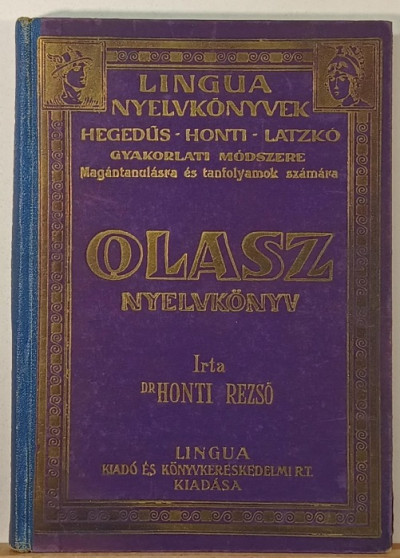 LINGUA
NYELVKÖNYVEK
HEGEDŰS - HONTI - LATZKÓ
GYAKORLATI MÓDSZERE
Magántanulásra és tanfolyamok számára
OLASZ
NYELVKÖNYV
Irta
DR HONTI REZSŐ
LINGUA
KIADÓ ÉS KÖNYVKERESKEDELMI R.T.
KIADÁSA